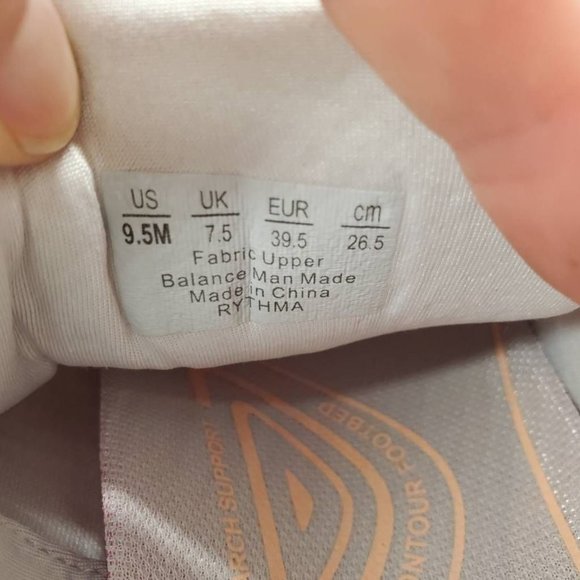 US UK EUR cm
9.5M 7.5 39.5 26.5
Fabric Upper
Balance Man Made
Made in China
RYTHMA
ARCH SUPPORT
CONTOUR FOOTBED